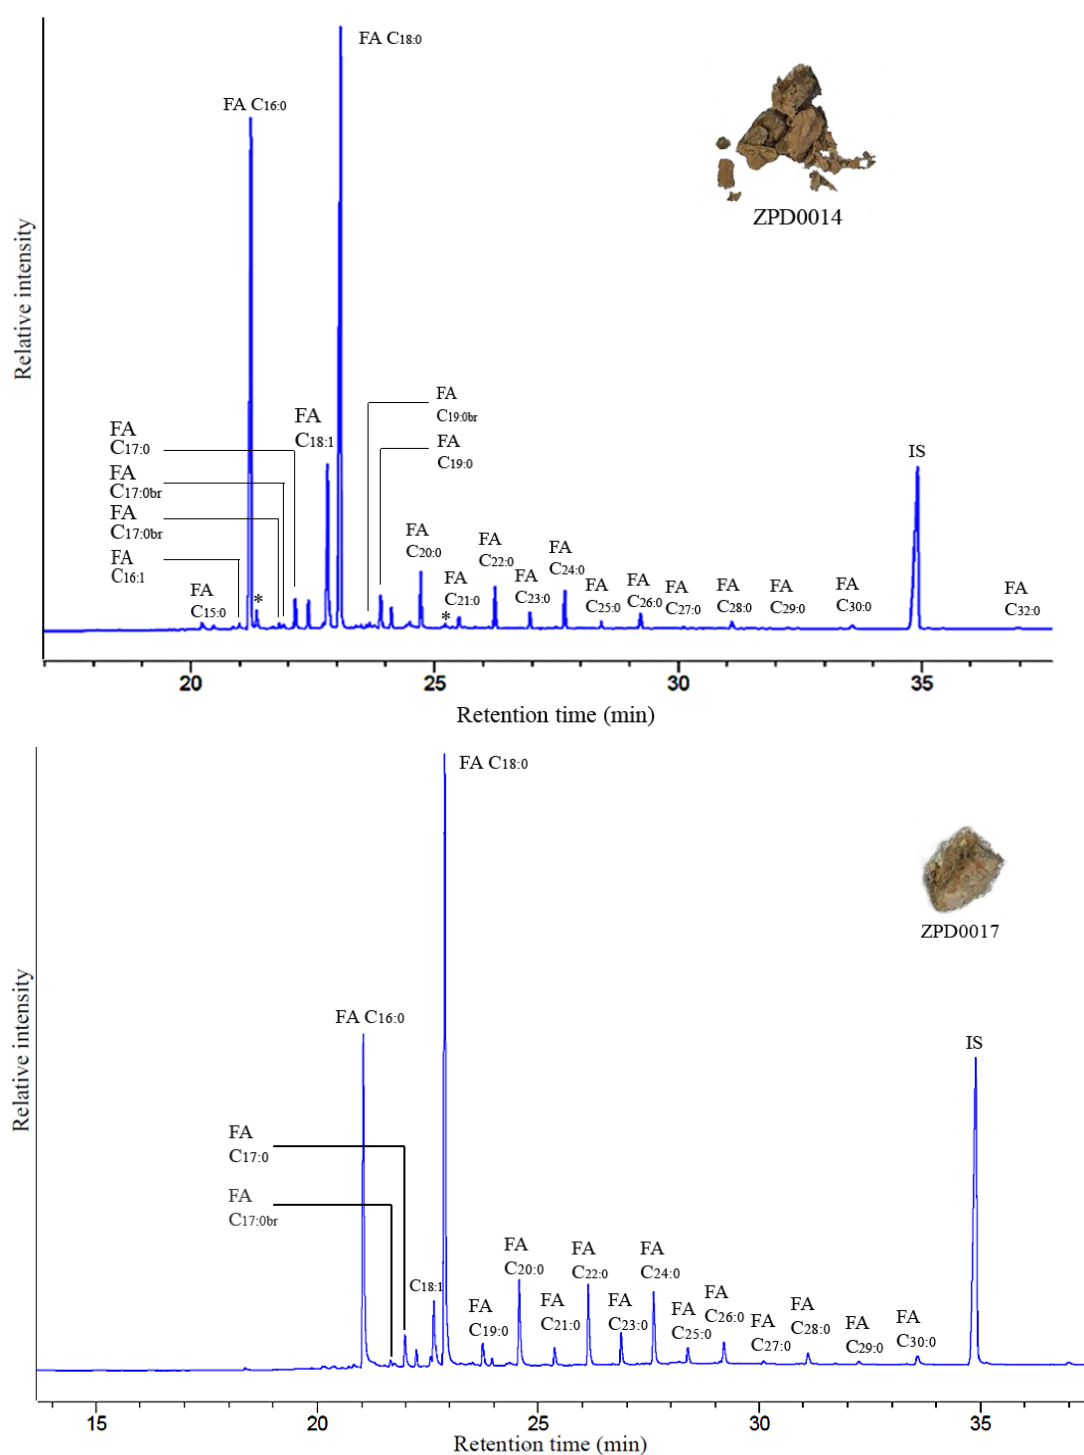 FA C18:0
FA C16:0
ZPD0014
Relative intensity
FA
C19:0br
FA
C17:0
FA
C18:1
FA
C19:0
IS
FA
C17:0br
FA
C17:0br
FA
C16:1
FA
C15:0
*
FA
C20:0
*
FA
C21:0
FA
C22:0
FA
C23:0
FA
C24:0
FA
C25:0
FA
C26:0
FA
C27:0
FA
C28:0
FA
C29:0
FA
C30:0
FA
C32:0
20 25 30 35
Retention time (min)
FA C18:0
ZPD0017
Relative intensity
FA C16:0
IS
FA
C17:0
FA
C17:0br
C18:1
FA
C19:0
FA
C20:0
FA
C21:0
FA
C22:0
FA
C23:0
FA
C24:0
FA
C25:0
FA
C26:0
FA
C27:0
FA
C28:0
FA
C29:0
FA
C30:0
15 20 25 30 35
Retention time (min)